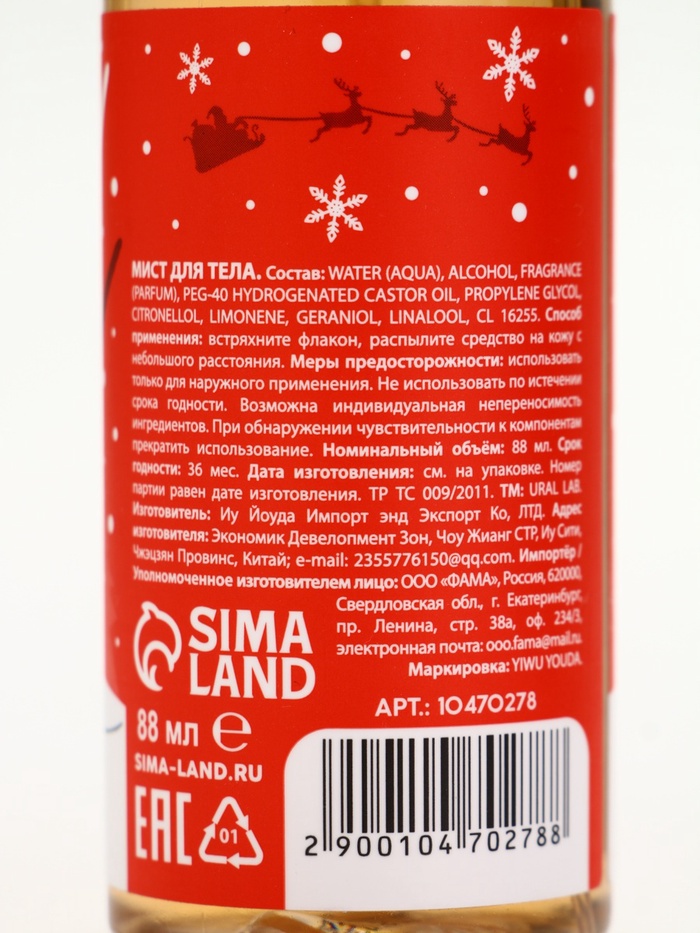 МИСТ ДЛЯ ТЕЛА. Состав: WATER (AQUA), ALCOHOL, FRAGRANCE
(PARFUM), PEG-40 HYDROGENATED CASTOR OIL, PROPYLENE GLYCOL,
CITRONELLOL, LIMONENE, GERANIOL, LINALOOL, CL 16255. Способ
применения: встряхните флакон, распылите средство на кожу с
небольшого расстояния. Меры предосторожности: использовать
только для наружного применения. Не использовать по истечении
срока годности. Возможна индивидуальная непереносимость
ингредиентов. При обнаружении чувствительности к компонентам
прекратить использование. Номинальный объём: 88 мл. Срок
годности: 36 мес. Дата изготовления: см. на упаковке. Номер
партии равен дате изготовления. ТР ТС 009/2011. ТМ: URAL LAB.
Изготовитель: Иу Йоуда Импорт энд Экспорт Ко, ЛТД. Адрес
изготовителя: Экономик Девелопмент Зон, Чоу Жианг СТР, Иу Сити,
Чжэцзян Провинс, Китай; e-mail: 2355776150@qq.com. Импортёр /
Уполномоченное изготовителем лицо: ООО «ФАМА», Россия, 620000,
Свердловская обл., г. Екатеринбург,
пр. Ленина, стр. 38а, оф. 234/3,
электронная почта: ooo.fama@mail.ru.
Маркировка: YIWU YOUDA.
SIMA
LAND
АРТ.: 10470278
88 МЛ e
SIMA-LAND.RU
EAC
01
2 900104 702788